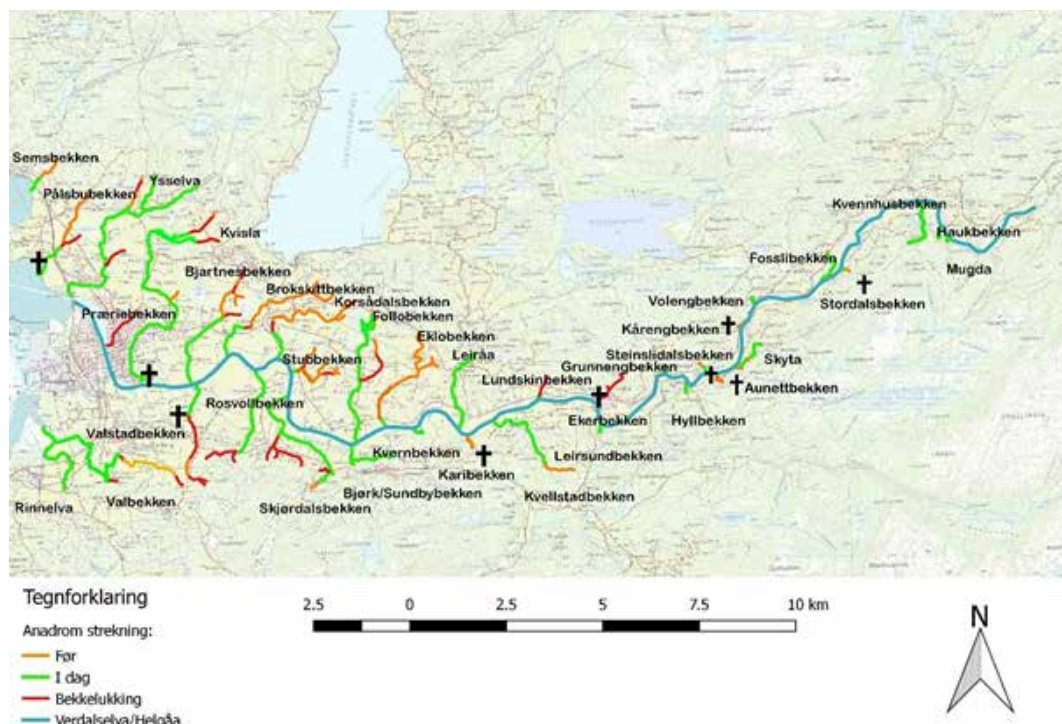 Semsbekken
Pålsbubekken
Ysselva
Kvisla
Bjartnesbekken
Brokskittbekken
Korsådalsbekken
Præriebekken
Follobekken
Eklobekken
Leiråa
Stubbekken
Rosvollbekken
Valstadbekken
Rinnelva
Valbekken
Skjørdalsbekken
Bjørk/Sundbybekken
Kvernbekken
Karibekken
Kvellstadbekken
Leirsundbekken
Lundskinbekken
Grunnengbekken
Ekerbekken
Steinslidalsbekken
Hyllbekken
Aunettbekken
Skyta
Kårengbekken
Volengbekken
Stordalsbekken
Fosslibekken
Kvennhusbekken
Haukbekken
Mugda
Tegnforklaring
Anadrom strekning:
Før
I dag
Bekkelukking
Verdalselva/Helgåa
2.5 0 2.5 5 7.5 10 km
N